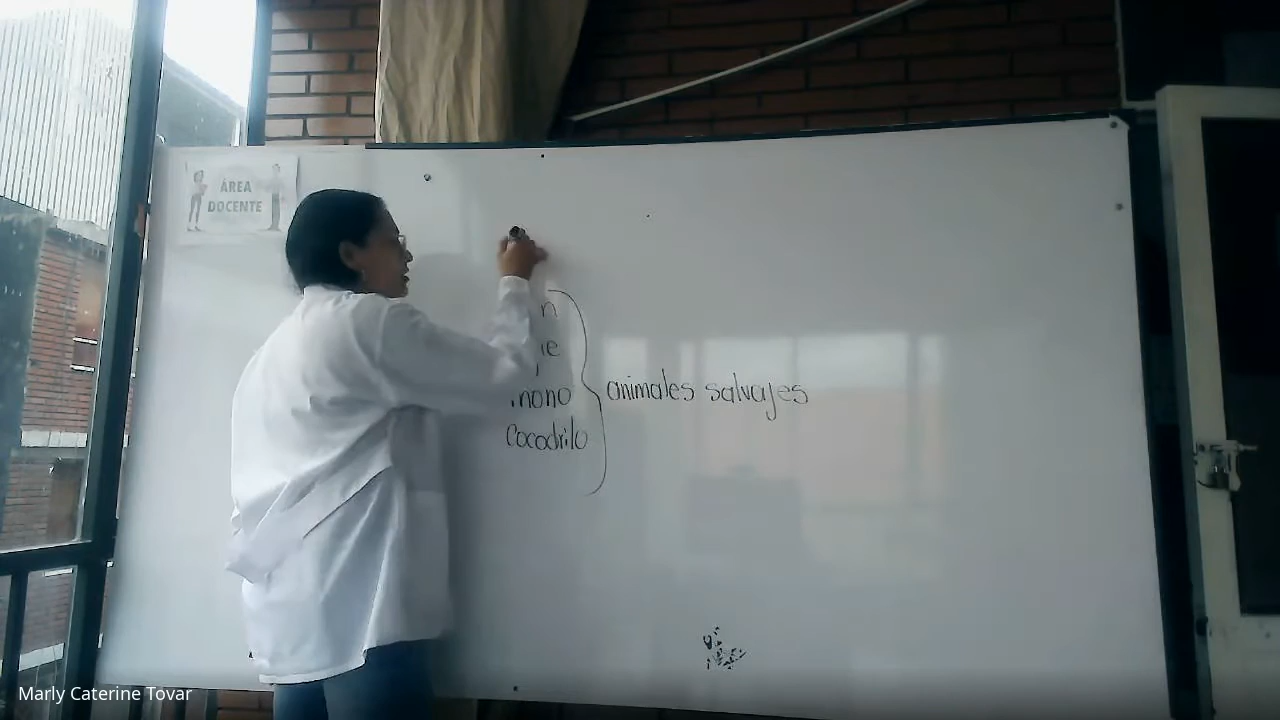 ÁREA
DOCENTE
mono
cocodrilo
animales salvajes
Marly Caterine Tovar